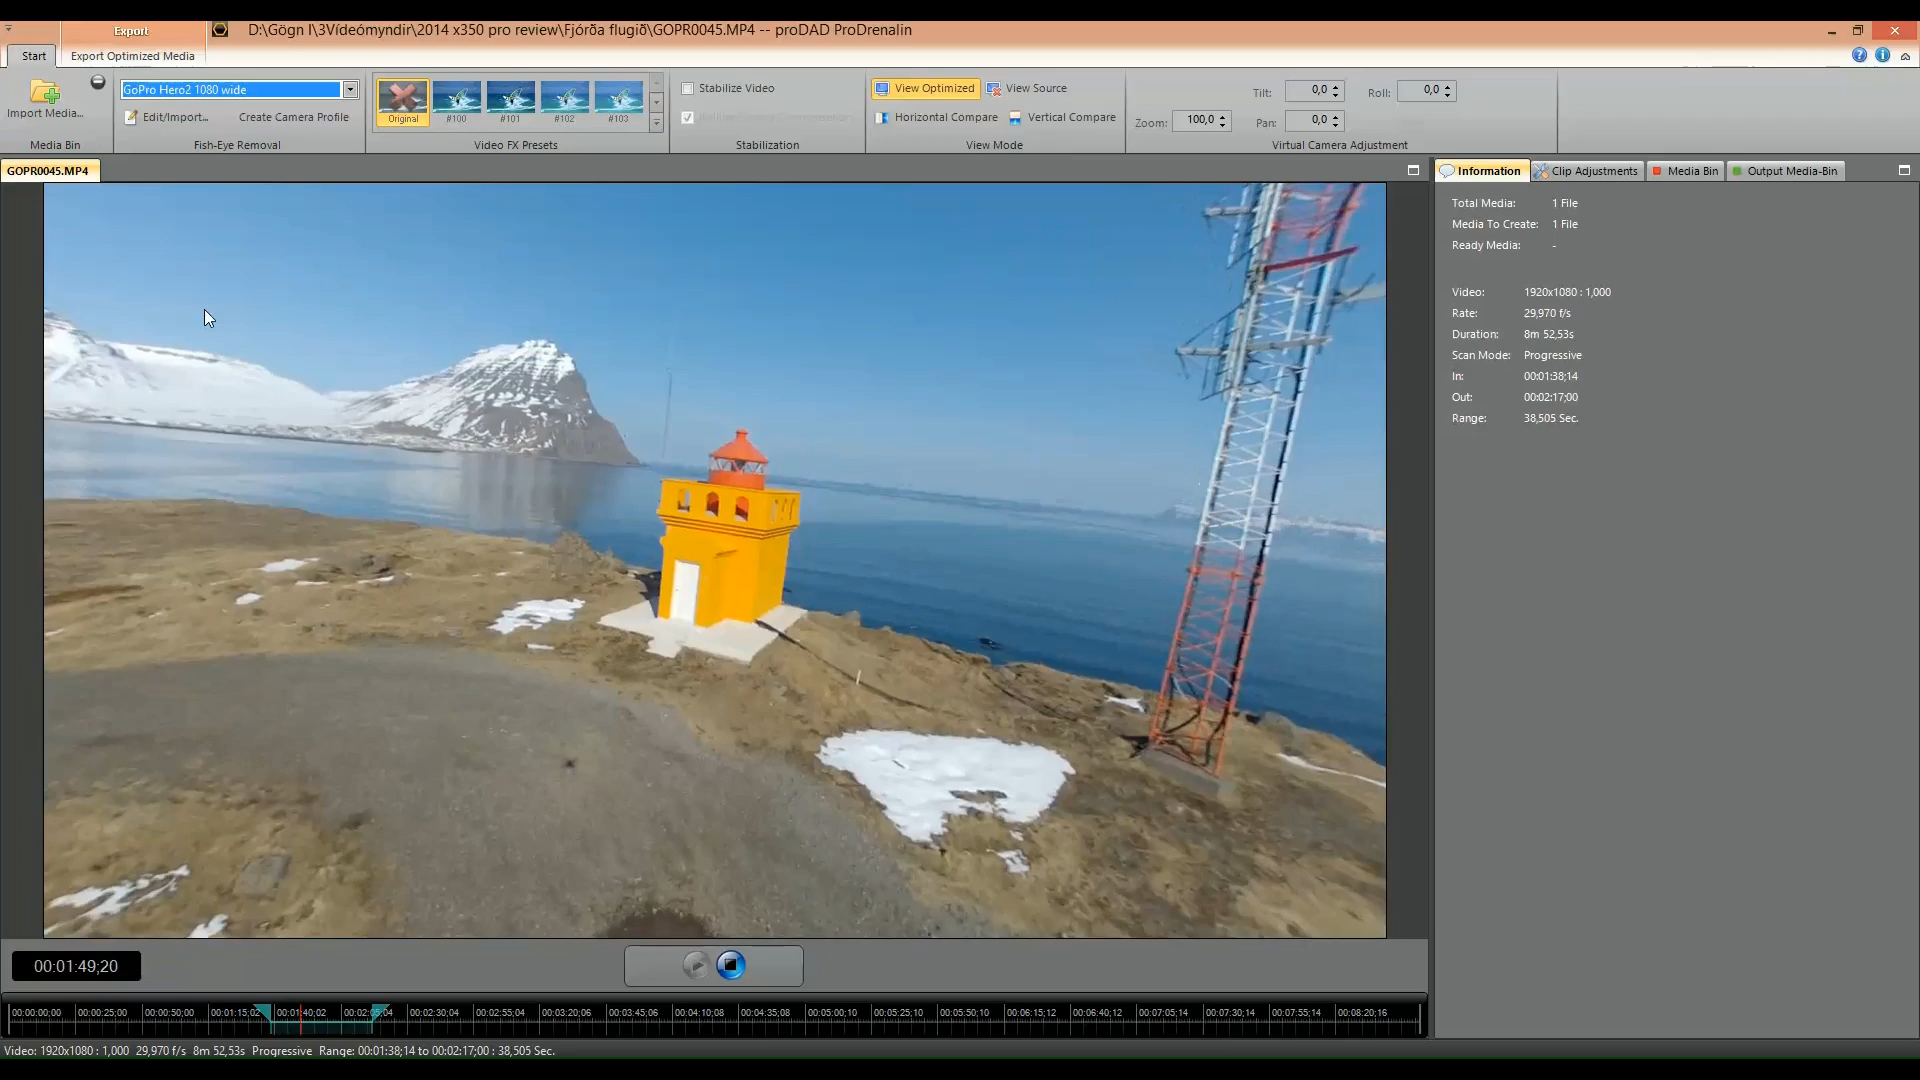 Export
D:\Gögn I\3Vídeómyndir\2014 x350 pro review\Fjórða flugið\GOPR0045.MP4 -- proDAD ProDrenalin
Start
Export Optimized Media
Import Media...
Media Bin
GoPro Hero2 1080 wide
Edit/Import...
Create Camera Profile
Fish-Eye Removal
Original
#100
#101
#102
#103
Video FX Presets
Stabilize Video
Stabilization
View Optimized
View Source
Horizontal Compare
Vertical Compare
View Mode
Tilt: 0,0
Roll: 0,0
Zoom: 100,0
Pan: 0,0
Virtual Camera Adjustment
GOPR0045.MP4
Information
Clip Adjustments
Media Bin
Output Media-Bin
Total Media: 1 File
Media To Create: 1 File
Ready Media: -
Video: 1920x1080 : 1,000
Rate: 29,970 f/s
Duration: 8m 52,53s
Scan Mode: Progressive
In: 00:01:38;14
Out: 00:02:17;00
Range: 38,505 Sec.
00:01:49;20
00:00:00;00 00:00:25;00 00:00:50;00 00:01:15;02 00:01:40;02 00:02:05;04 00:02:30;04 00:02:55;04 00:03:20;06 00:03:45;06 00:04:10;08 00:04:35;08 00:05:00;10 00:05:25;10 00:05:50;10 00:06:15;12 00:06:40;12 00:07:05;14 00:07:30;14 00:07:55;14 00:08:20;16
Video: 1920x1080 : 1,000 29,970 f/s 8m 52,53s Progressive Range: 00:01:38;14 to 00:02:17;00 : 38,505 Sec.